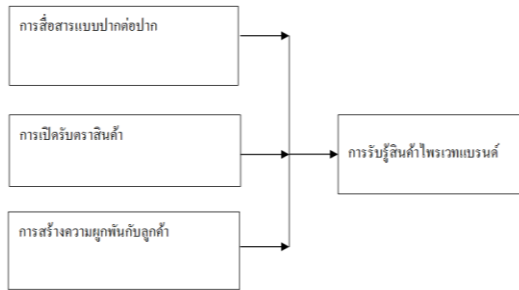 การสื่อสารแบบปากต่อปาก
การเปิดรับตราสินค้า
การรับรู้สินค้าไพรเวทแบรนด์
การสร้างความผูกพันกับลูกค้า